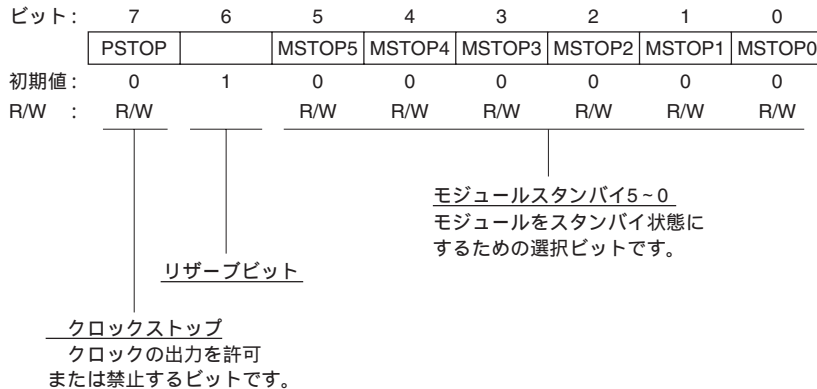 ビット: 7 6 5 4 3 2 1 0
PSTOP MSTOP5 MSTOP4 MSTOP3 MSTOP2 MSTOP1 MSTOP0
初期値: 0 1 0 0 0 0 0 0
R/W : R/W R/W R/W R/W R/W R/W R/W
モジュールスタンバイ5~0
モジュールをスタンバイ状態に
するための選択ビットです。
リザーブビット
クロックストップ
クロックの出力を許可
または禁止するビットです。